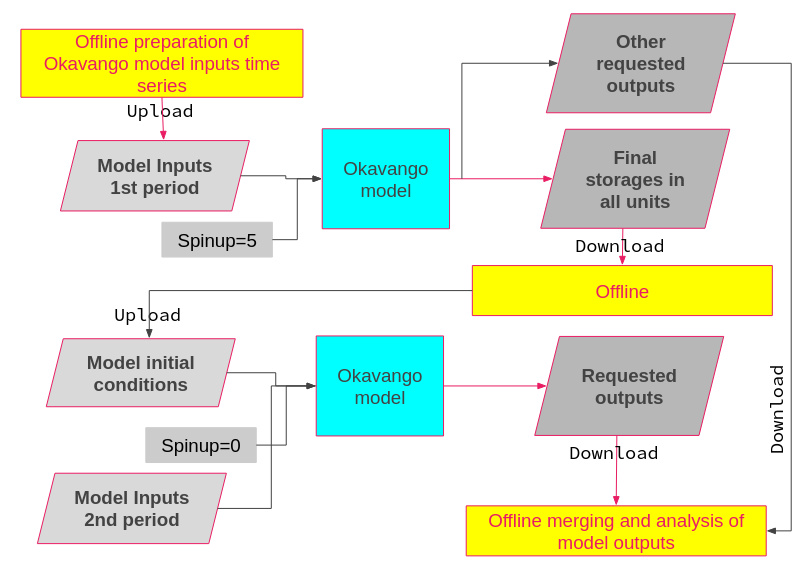 Offline preparation of
Okavango model inputs time
series
Upload
Model Inputs
1st period
Spinup=5
Okavango
model
Other
requested
outputs
Final
storages in
all units
Download
Offline
Upload
Model initial
conditions
Spinup=0
Model Inputs
2nd period
Okavango
model
Requested
outputs
Download
Download
Offline merging and analysis of
model outputs